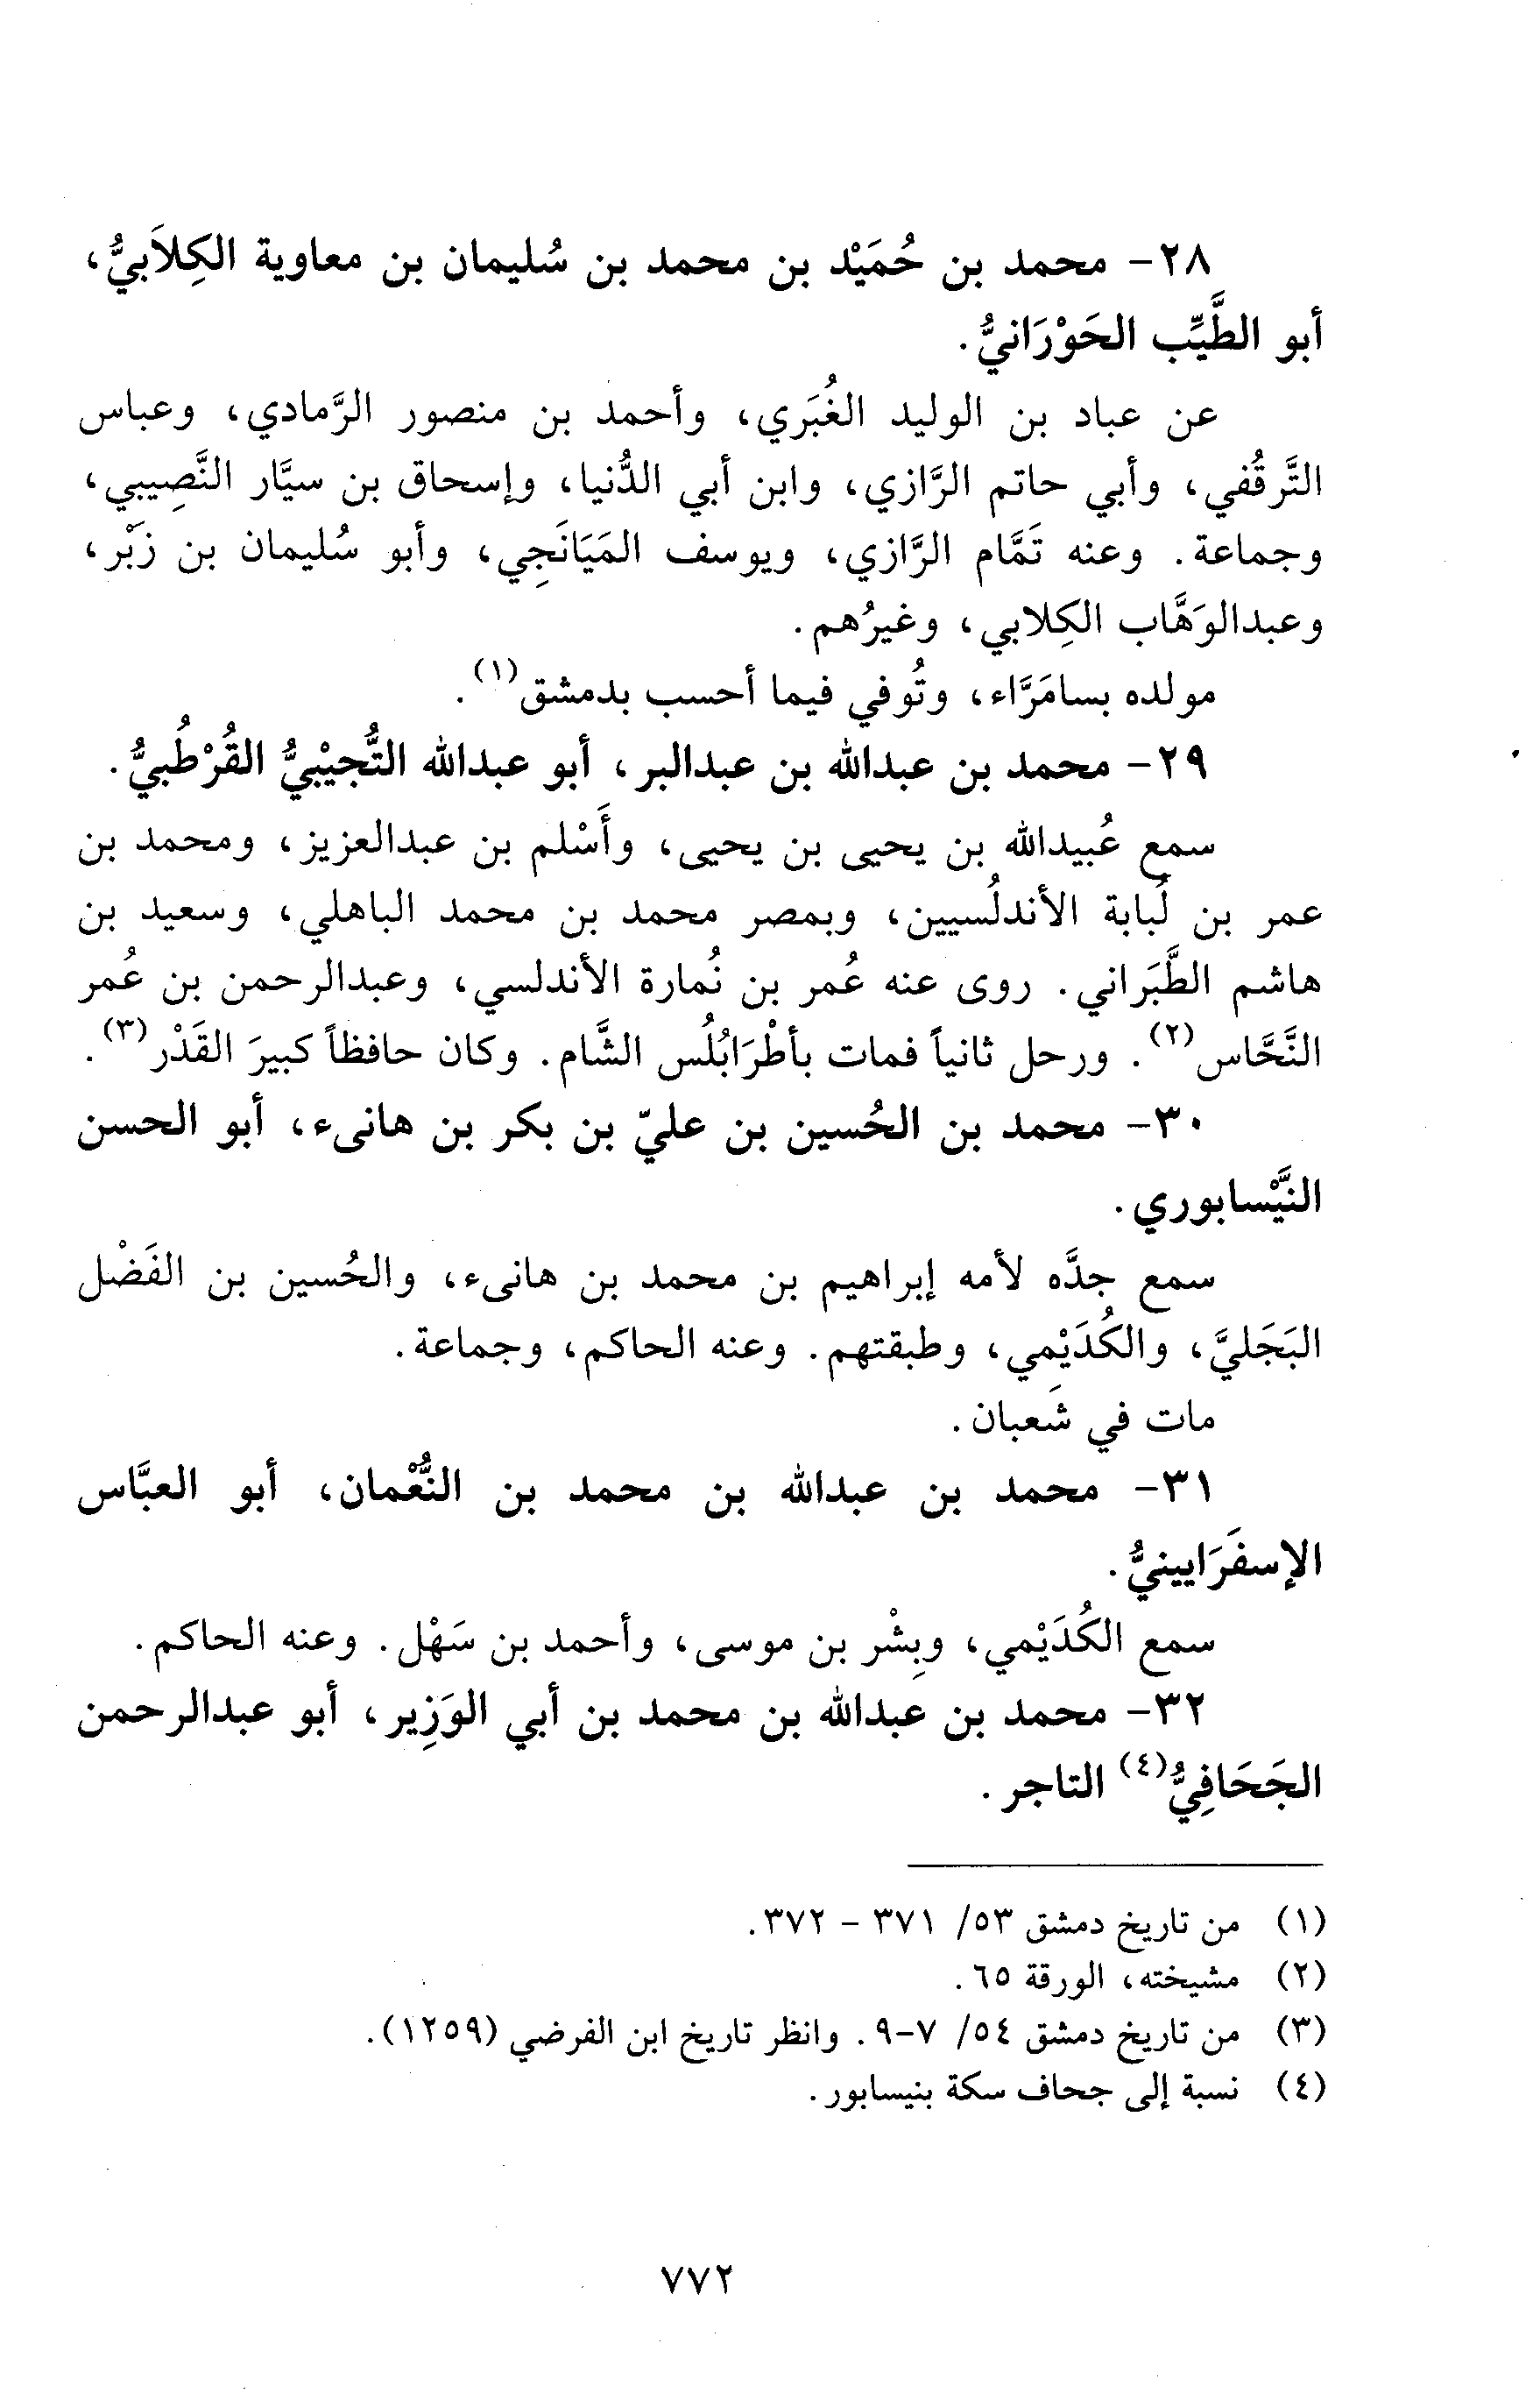 ٢٨- محمد بن حُمَيْد بن محمد بن سُليمان بن معاوية الكِلاَبيُّ،
أبو الطَّيِّب الحَوْرَانيُّ.
عن عباد بن الوليد الغُبَري، وأحمد بن منصور الرَّمادي، وعباس
التَّرقُفي، وأبي حاتم الرَّازي، وابن أبي الدُّنيا، وإسحاق بن سيَّار النَّصِيبي،
وجماعة. وعنه تَمَّام الرَّازي، ويوسف المَيَانَجِي، وأبو سُليمان بن زَبْر،
وعبدالوَهَّاب الكِلابي، وغيرُهم.
مولده بسامَرَّاء، وتُوفي فيما أحسب بدمشق(١).
٢٩- محمد بن عبدالله بن عبدالبر، أبو عبدالله التُّجيْبيُّ القُرْطُبيُّ.
سمع عُبيدالله بن يحيى بن يحيى، وأَسْلم بن عبدالعزيز، ومحمد بن
عمر بن لُبابة الأندلُسيين، وبمصر محمد بن محمد الباهلي، وسعيد بن
هاشم الطَّبَراني. روى عنه عُمر بن نُمارة الأندلسي، وعبدالرحمن بن عُمر
النَّحَّاس(٢). ورحل ثانياً فمات بأطْرَابُلُس الشَّام. وكان حافظاً كبيرَ القَدْر(٣).
٣٠- محمد بن الحُسين بن عليّ بن بكر بن هانىء، أبو الحسن
النَّيْسابوري.
سمع جدَّه لأمه إبراهيم بن محمد بن هانىء، والحُسين بن الفَضْل
البَجَليَّ، والكُدَيْمي، وطبقتهم. وعنه الحاكم، وجماعة.
مات في شَعبان.
٣١- محمد بن عبدالله بن محمد بن النُّعْمان، أبو العبَّاس
الإسفَرَايينيُّ.
سمع الكُدَيْمي، وبِشْر بن موسى، وأحمد بن سَهْل. وعنه الحاكم.
٣٢- محمد بن عبدالله بن محمد بن أبي الوَزِير، أبو عبدالرحمن
الجَحَافِيُّ(٤) التاجر.
(١) من تاريخ دمشق ٥٣/ ٣٧١ - ٣٧٢.
(٢) مشيخته، الورقة ٦٥.
(٣) من تاريخ دمشق ٥٤/ ٧-٩. وانظر تاريخ ابن الفرضي (١٢٥٩).
(٤) نسبة إلى جحاف سكة بنيسابور.
٧٧٢